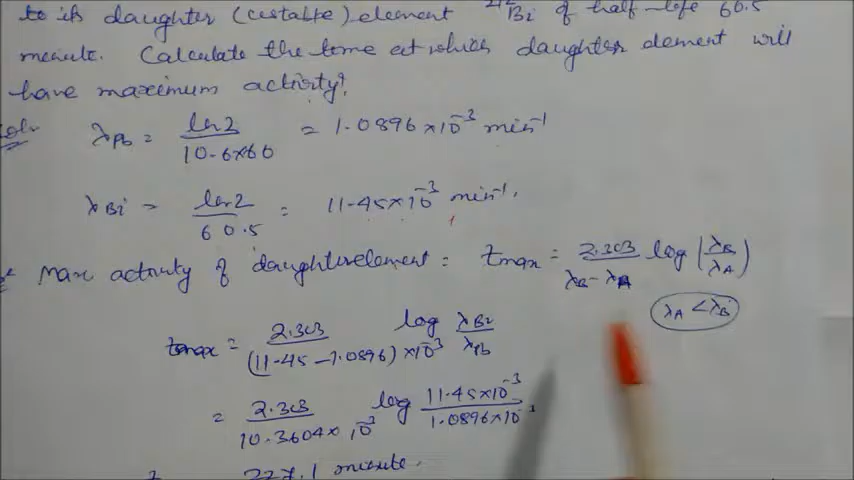 to its daughter (unstable) element ²¹²Bi of half-life 60.5
minute. Calculate the time at which daughter element will
have maximum activity?
Soln λPb = ln2 / 10.6×60 = 1.0896×10⁻³ min⁻¹
λBi = ln2 / 60.5 = 11.45×10⁻³ min⁻¹.
Max activity of daughter element = tmax = 2.303 / λB - λA log (λB / λA)
λA < λB
tmax = 2.303 / (11.45 - 1.0896)×10⁻³ log λBi / λPb
= 2.303 / 10.3604×10⁻³ log 11.45×10⁻³ / 1.0896×10⁻³
227.1 minute.